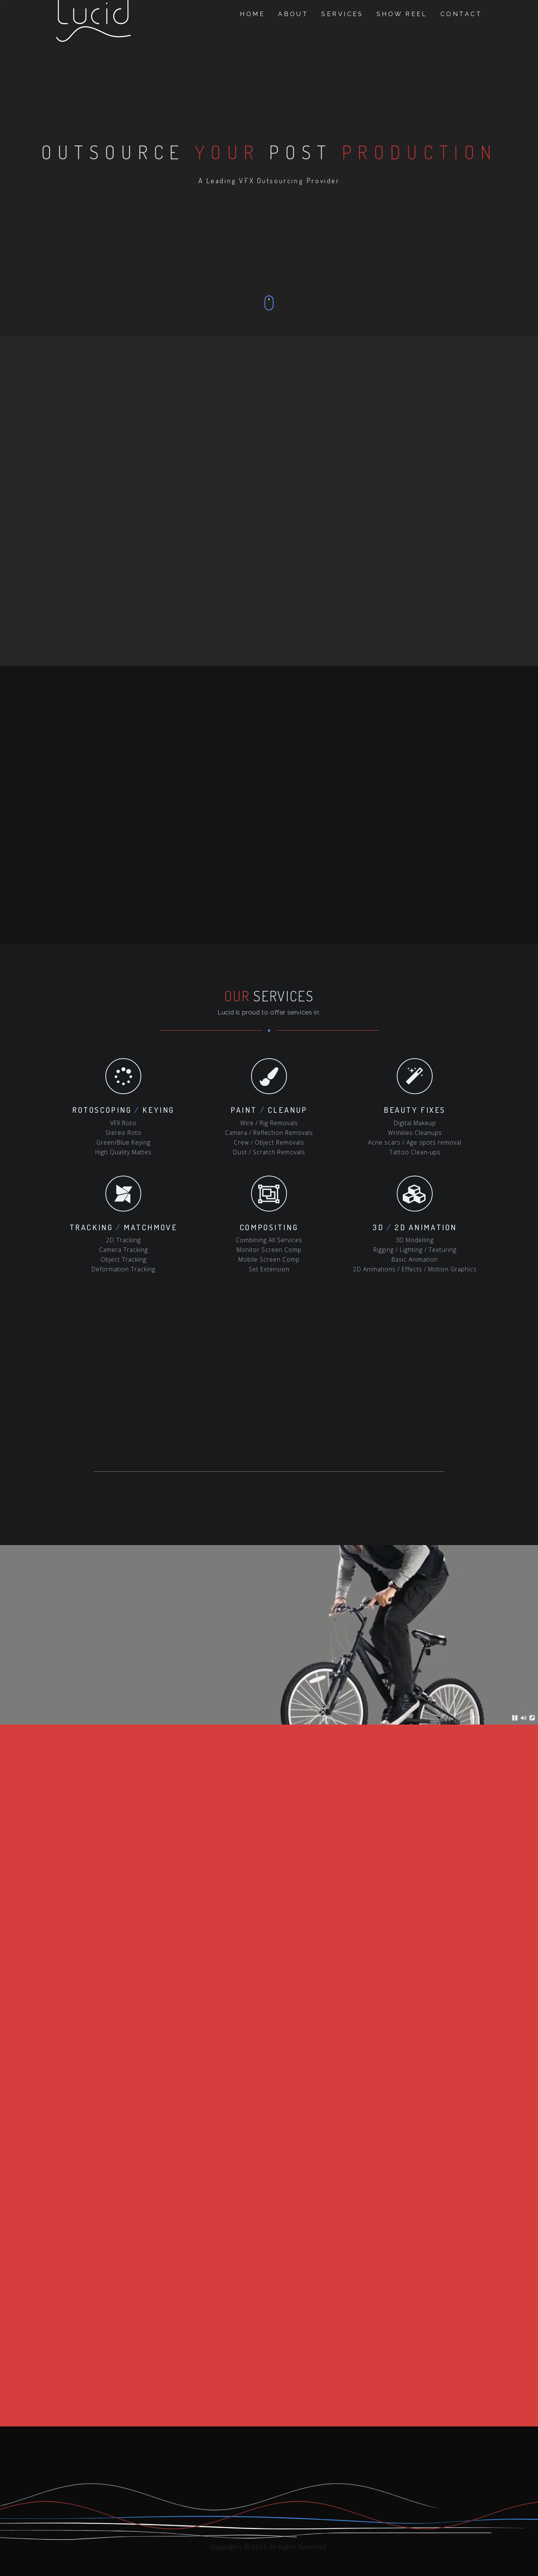 Lucid
HOME ABOUT SERVICES SHOW REEL CONTACT
OUTSOURCE YOUR POST PRODUCTION
A Leading VFX Outsourcing Provider
OUR SERVICES
Lucid is proud to offer services in:
ROTOSCOPING / KEYING
VFX Roto
Stereo Roto
Green/Blue Keying
High Quality Mattes
PAINT / CLEANUP
Wire / Rig Removals
Camera / Reflection Removals
Crew / Object Removals
Dust / Scratch Removals
BEAUTY FIXES
Digital Makeup
Wrinkles Cleanups
Acne scars / Age spots removal
Tattoo Clean-ups
TRACKING / MATCHMOVE
2D Tracking
Camera Tracking
Object Tracking
Deformation Tracking
COMPOSITING
Combining All Services
Monitor Screen Comp
Mobile Screen Comp
Set Extension
3D / 2D ANIMATION
3D Modelling
Rigging / Lighting / Texturing
Basic Animation
2D Animations / Effects / Motion Graphics